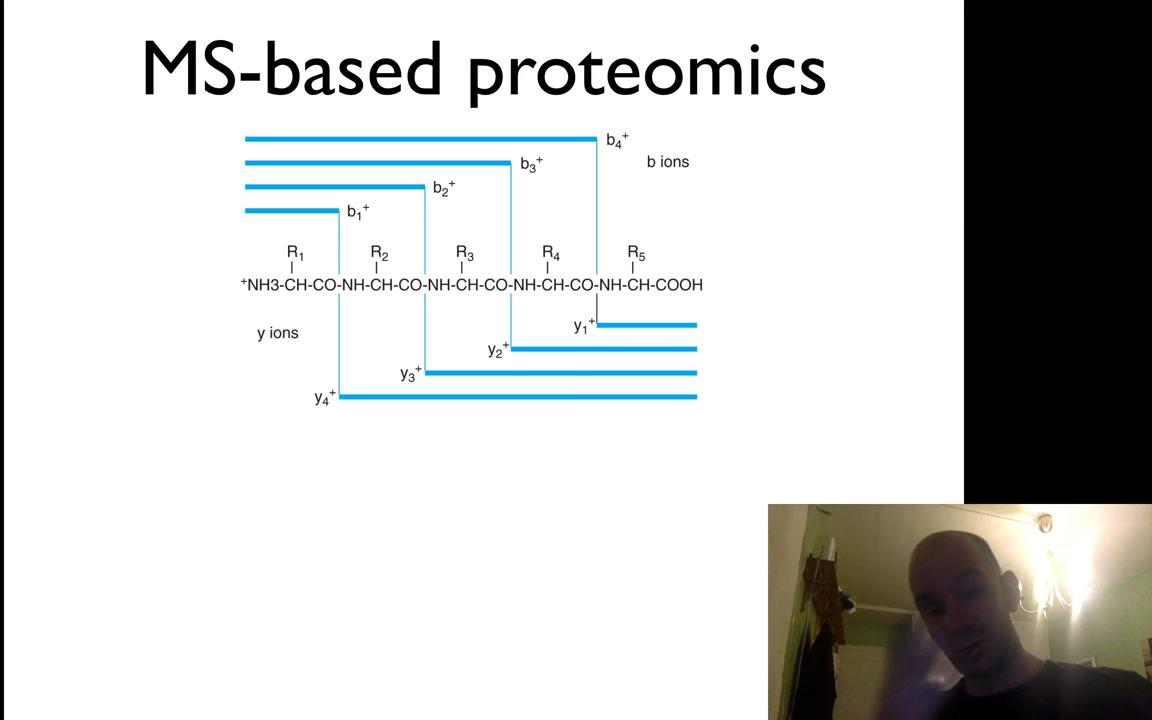 MS-based proteomics
b4+
b ions
b3+
b2+
b1+
R1 R2 R3 R4 R5
+NH3-CH-CO-NH-CH-CO-NH-CH-CO-NH-CH-CO-NH-CH-COOH
y1+
y ions
y2+
y3+
y4+